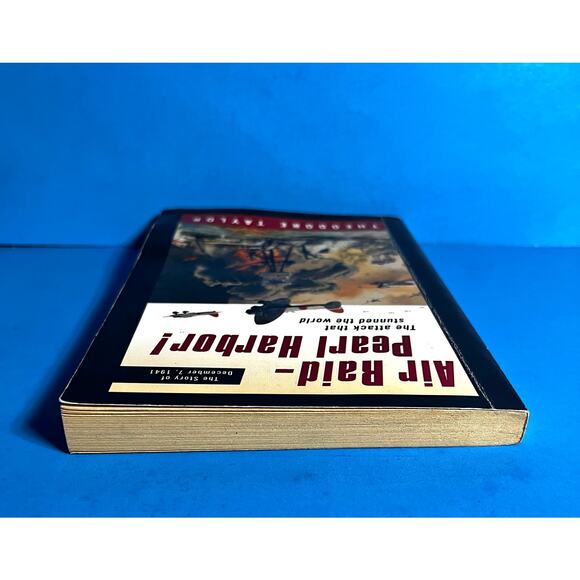 The Story of
December 7, 1941
Air Raid–
Pearl Harbor!
The attack that
stunned the world
THEODORE TAYLOR